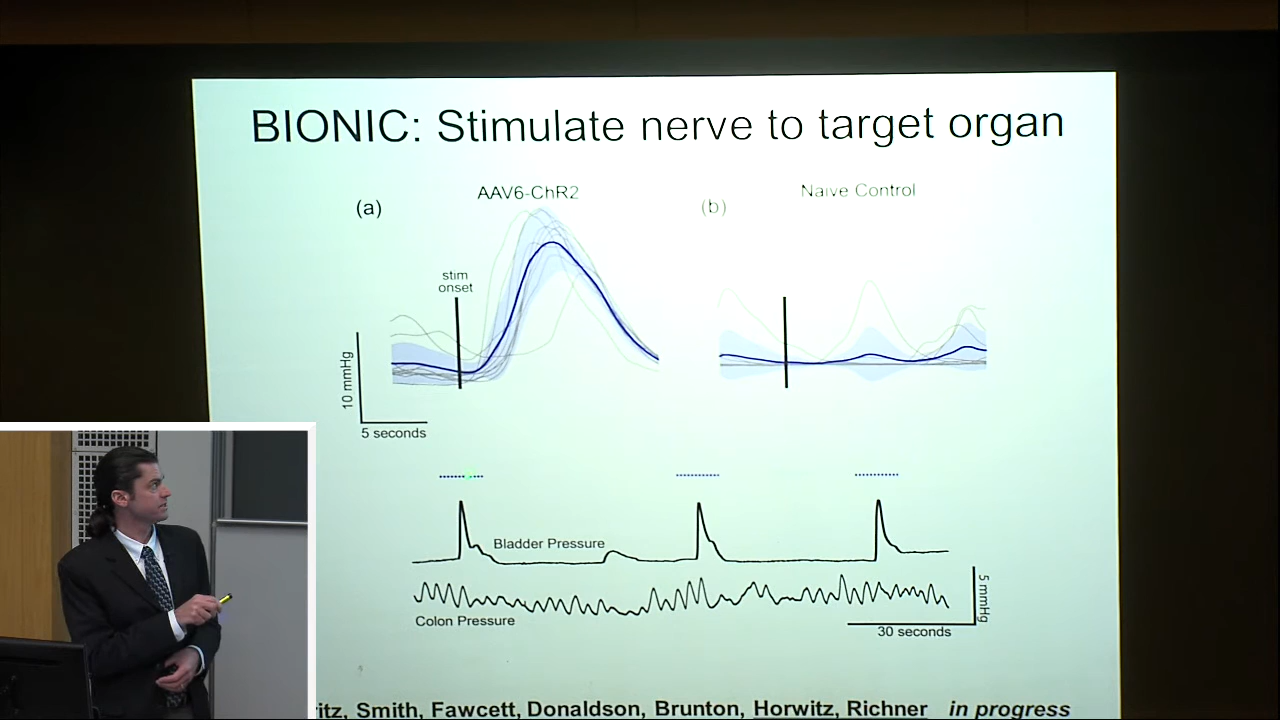 BIONIC: Stimulate nerve to target organ
AAV6-ChR2
Naive Control
(a)
(b)
stim
onset
10 mmHg
5 seconds
Bladder Pressure
Colon Pressure
5 mmHg
30 seconds
Smith, Fawcett, Donaldson, Brunton, Horwitz, Richner in progress